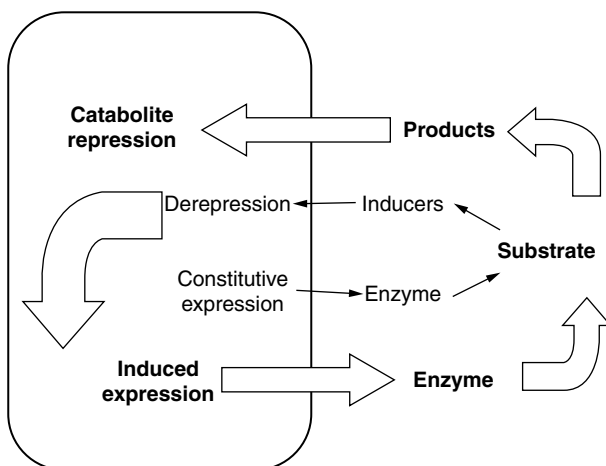 Catabolite
repression
Products
Derepression
Inducers
Substrate
Constitutive
expression
Enzyme
Induced
expression
Enzyme